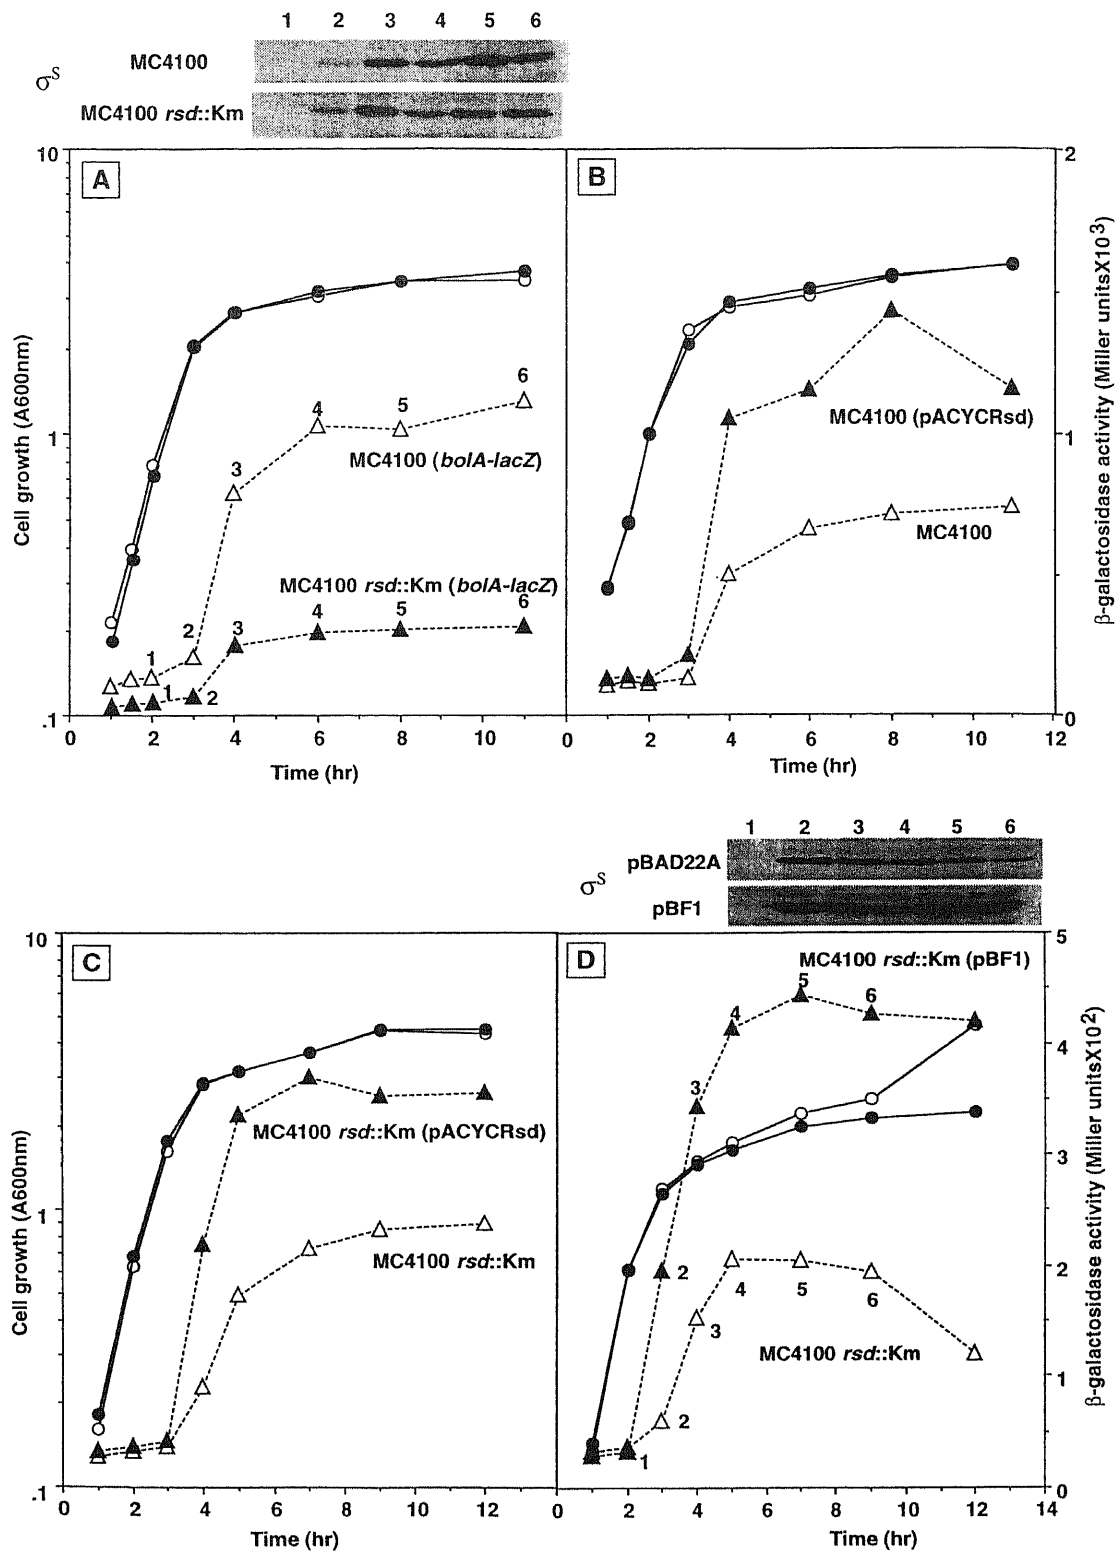 1 2 3 4 5 6
MC4100
σS
MC4100 rsd::Km
10
A
B
2
Cell growth (A600nm)
1
.1
6
4
5
MC4100 (bolA-lacZ)
3
MC4100 rsd::Km (bolA-lacZ)
6
5
4
3
2
1
1
2
MC4100 (pACYCRsd)
MC4100
1
0
β-galactosidase activity (Miller unitsX103)
0 2 4 6 8 10
0 2 4 6 8 10 12
Time (hr)
Time (hr)
1 2 3 4 5 6
pBAD22A
σS
pBF1
10
C
D
5
MC4100 rsd::Km (pBF1)
5
6
4
3
2
Cell growth (A600nm)
1
.1
MC4100 rsd::Km (pACYCRsd)
MC4100 rsd::Km
4
5
6
3
MC4100 rsd::Km
2
1
4
3
2
1
0
β-galactosidase activity (Miller unitsX102)
0 2 4 6 8 10 12
0 2 4 6 8 10 12 14
Time (hr)
Time (hr)